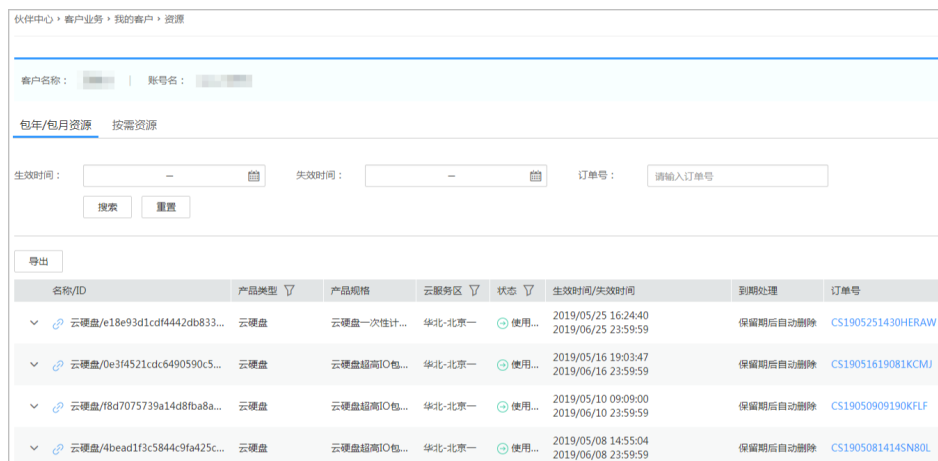 伙伴中心 › 客户业务 › 我的客户 › 资源
客户名称： | 账号名：
包年/包月资源 按需资源
生效时间： – 失效时间： – 订单号： 请输入订单号
搜索 重置
导出
名称/ID 产品类型 产品规格 云服务区 状态 生效时间/失效时间 到期处理 订单号
云硬盘/e18e93d1cdf4442db833... 云硬盘 云硬盘一次性计... 华北-北京一 使用... 2019/05/25 16:24:40 保留期后自动删除 CS1905251430HERAW
2019/06/25 23:59:59
云硬盘/0e3f4521cdc6490590c5... 云硬盘 云硬盘超高IO包... 华北-北京一 使用... 2019/05/16 19:03:47 保留期后自动删除 CS19051619081KCMJ
2019/06/16 23:59:59
云硬盘/f8d7075739a14d8fba8a... 云硬盘 云硬盘超高IO包... 华北-北京一 使用... 2019/05/10 09:09:00 保留期后自动删除 CS19050909190KFLF
2019/06/10 23:59:59
云硬盘/4bead1f3c5844c9fa425c... 云硬盘 云硬盘超高IO包... 华北-北京一 使用... 2019/05/08 14:55:04 保留期后自动删除 CS1905081414SN80L
2019/06/08 23:59:59